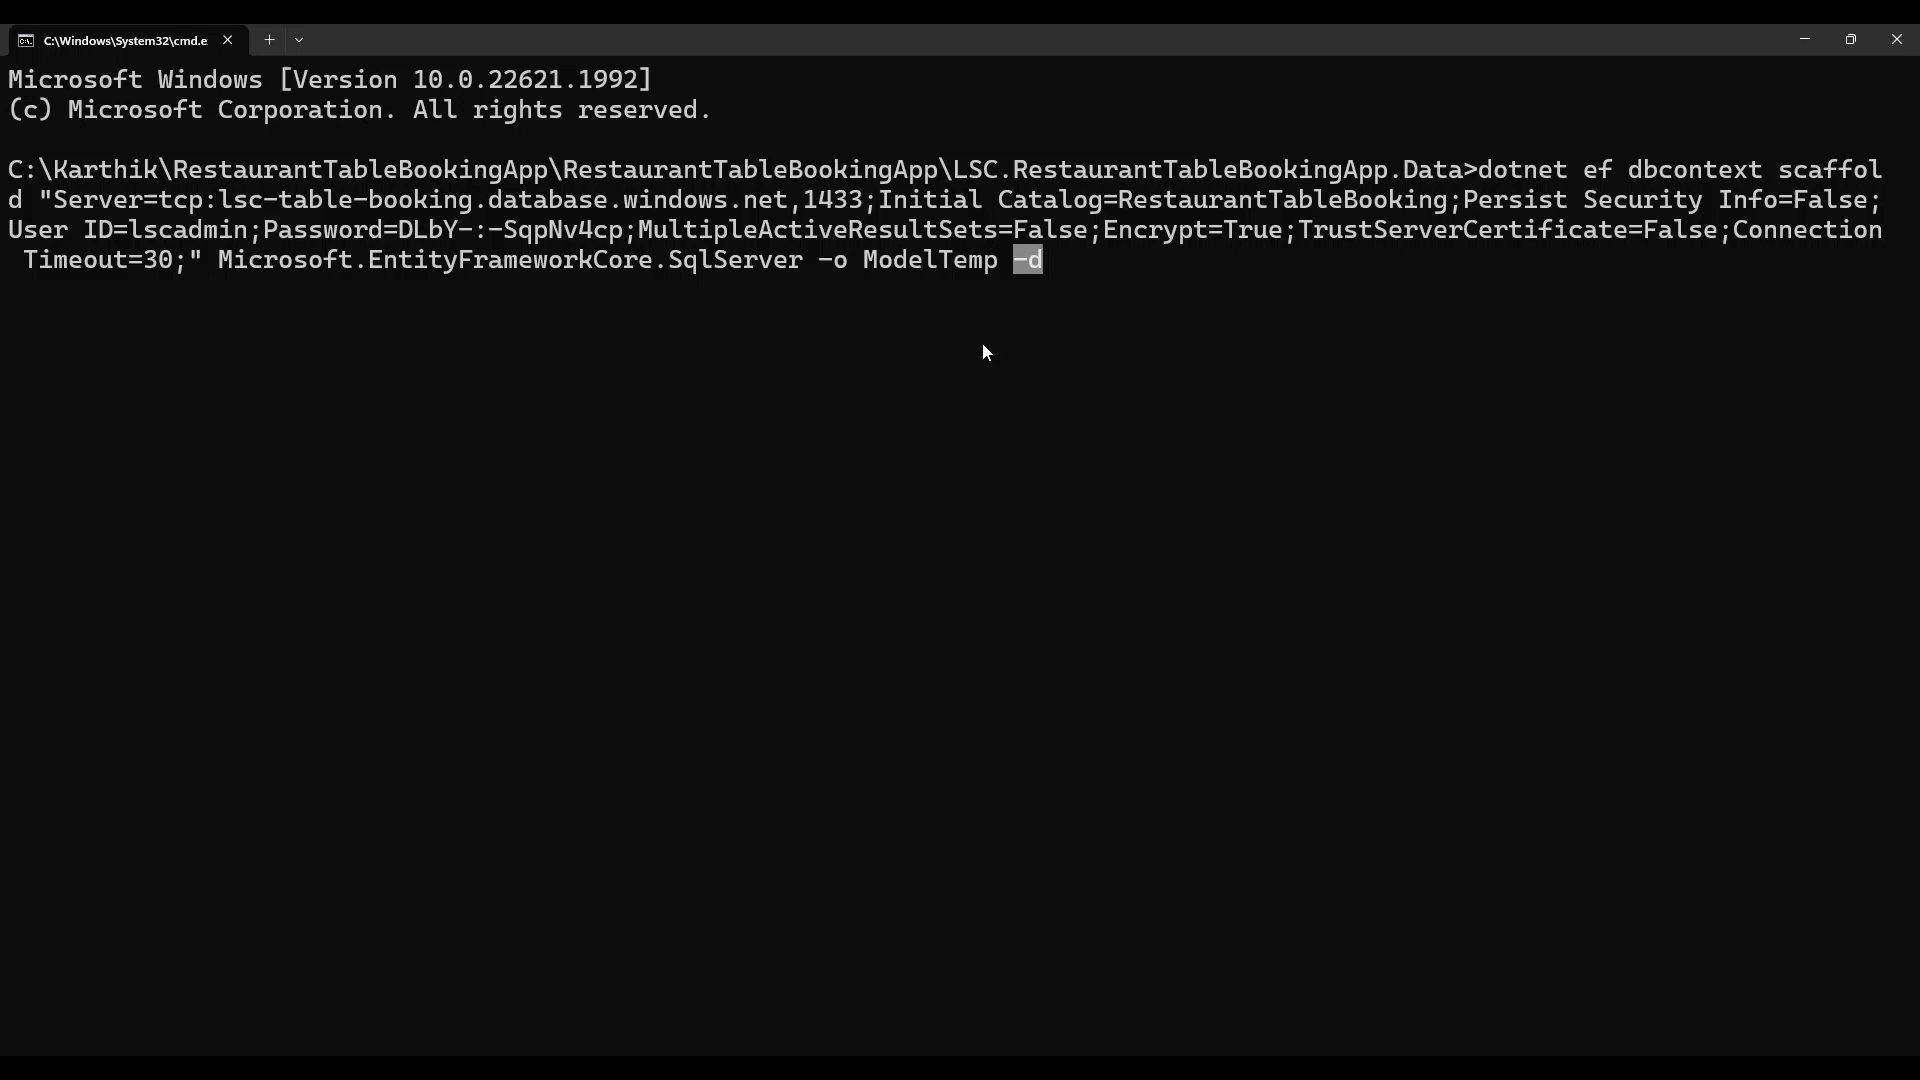 C:\Windows\System32\cmd.e
Microsoft Windows [Version 10.0.22621.1992]
(c) Microsoft Corporation. All rights reserved.
C:\Karthik\RestaurantTableBookingApp\RestaurantTableBookingApp\LSC.RestaurantTableBookingApp.Data>dotnet ef dbcontext scaffol
d "Server=tcp:lsc-table-booking.database.windows.net,1433;Initial Catalog=RestaurantTableBooking;Persist Security Info=False;
User ID=lscadmin;Password=DLbY-:-SqpNv4cp;MultipleActiveResultSets=False;Encrypt=True;TrustServerCertificate=False;Connection
 Timeout=30;" Microsoft.EntityFrameworkCore.SqlServer -o ModelTemp -d